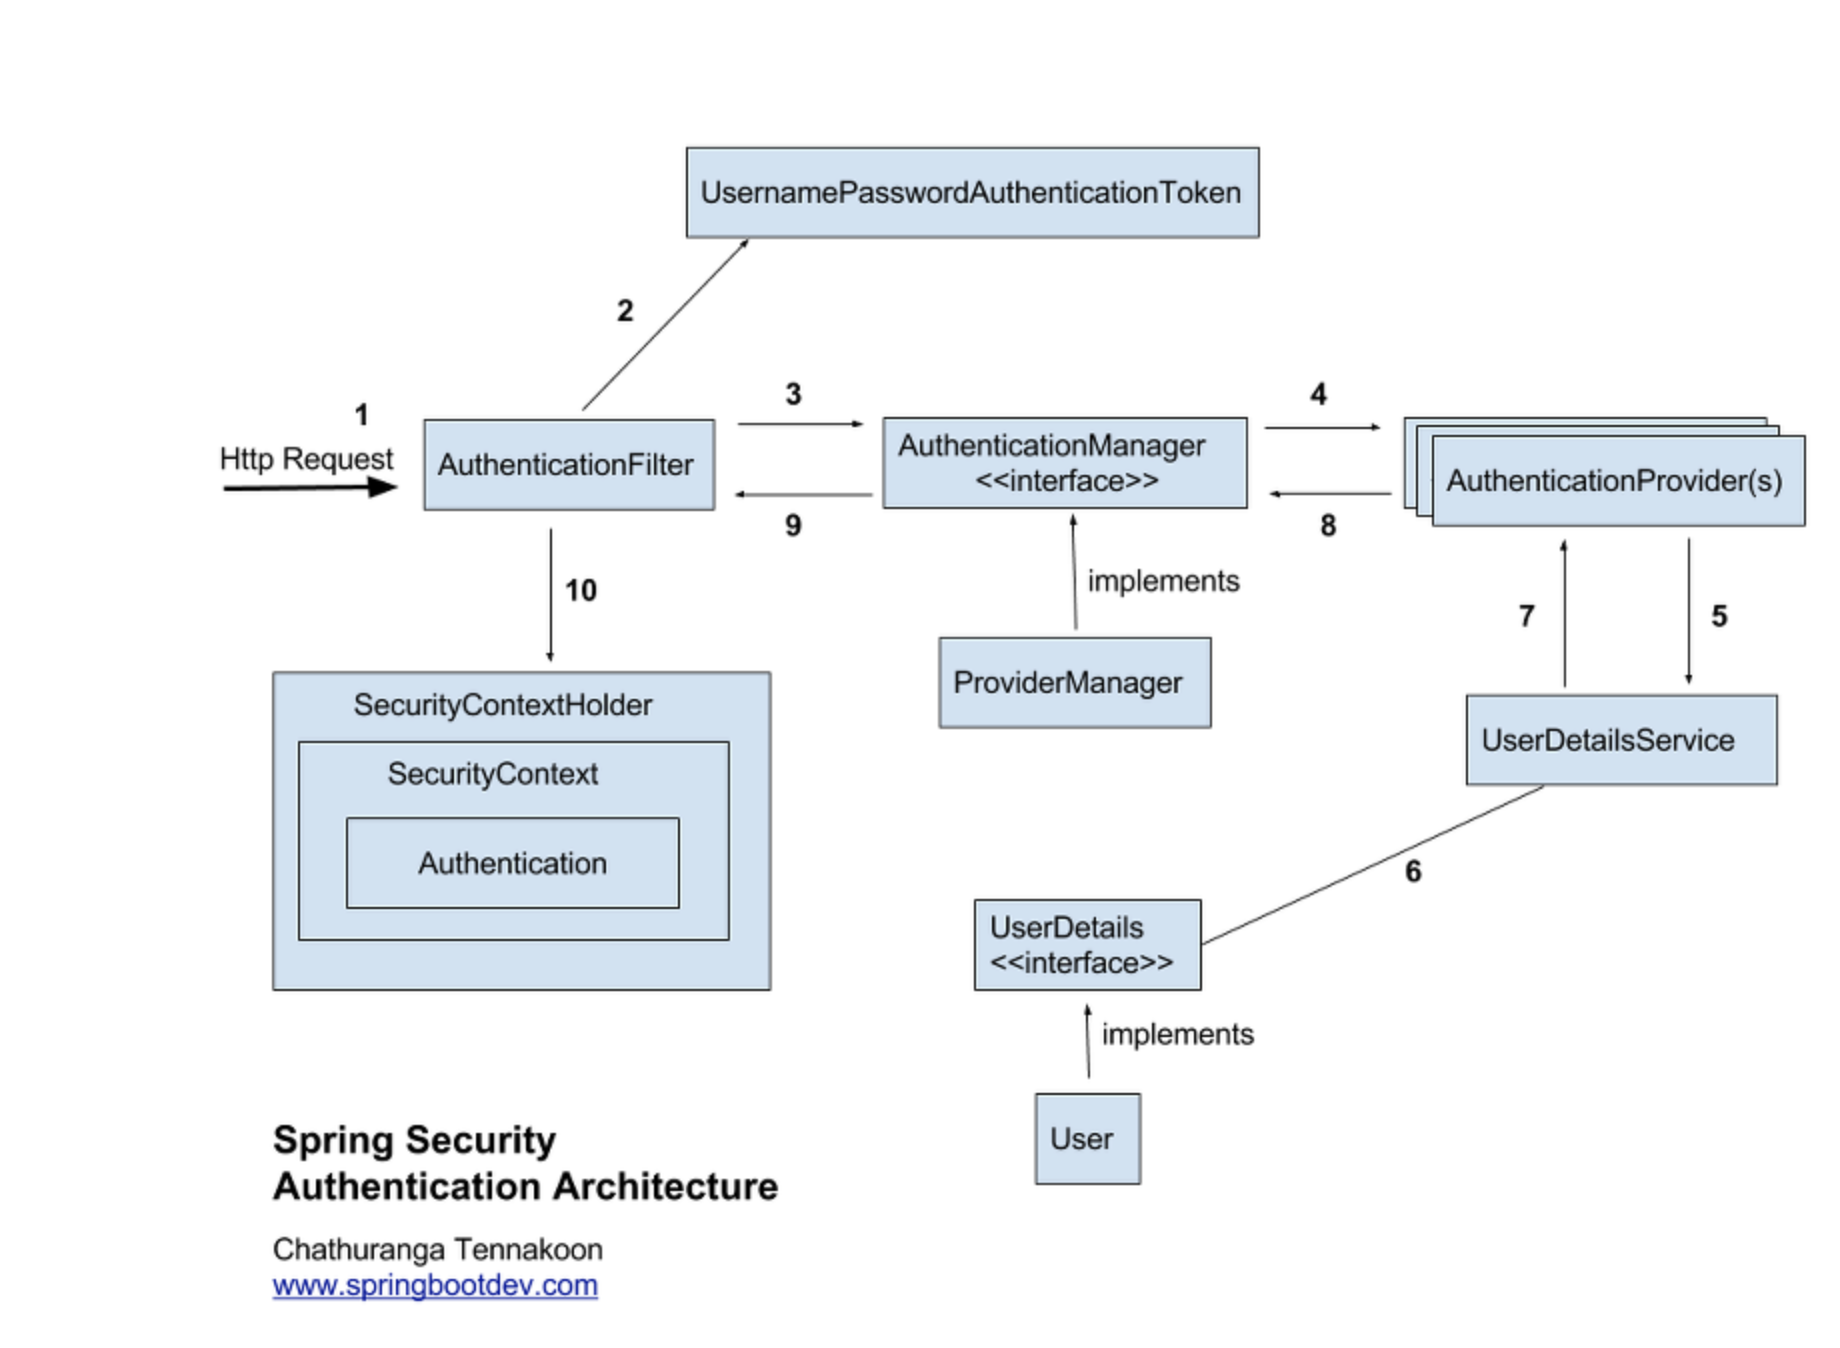 UsernamePasswordAuthenticationToken
2
1
Http Request
AuthenticationFilter
3
9
AuthenticationManager
<<interface>>
4
8
AuthenticationProvider(s)
10
implements
ProviderManager
7
5
UserDetailsService
SecurityContextHolder
SecurityContext
Authentication
6
UserDetails
<<interface>>
implements
User
Spring Security
Authentication Architecture
Chathuranga Tennakoon
www.springbootdev.com